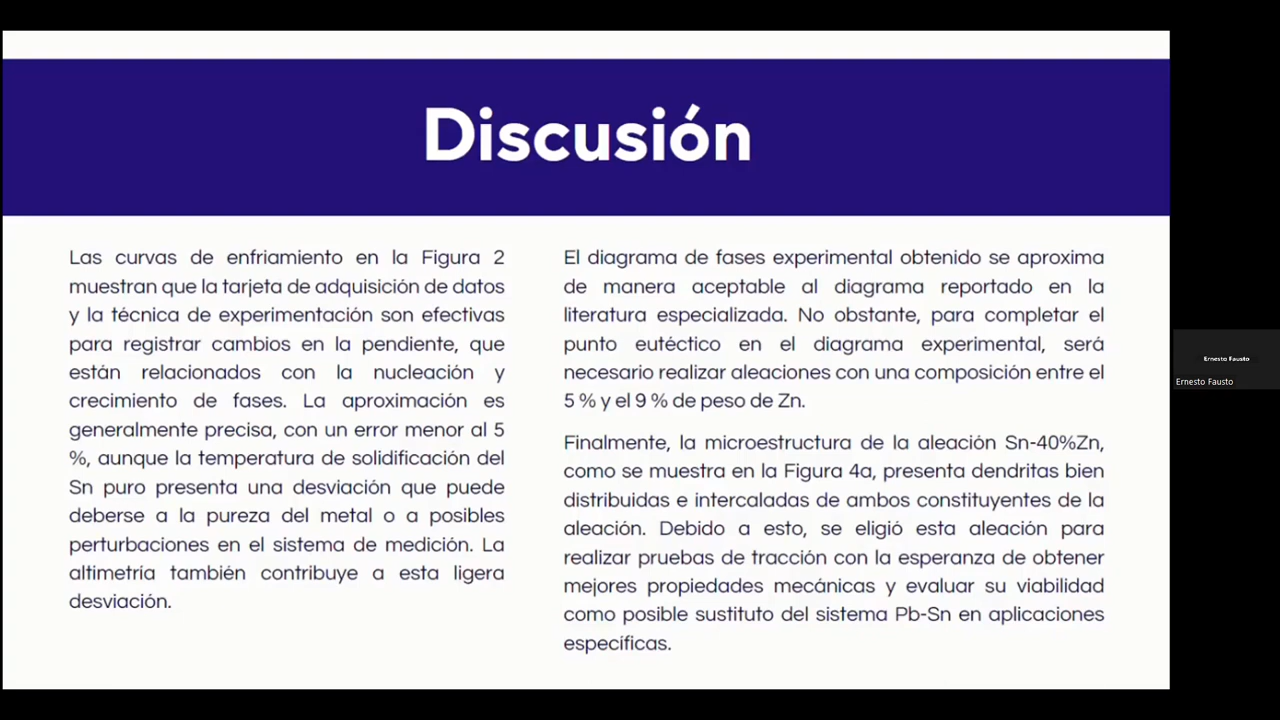 Discusión
Las curvas de enfriamiento en la Figura 2
muestran que la tarjeta de adquisición de datos
y la técnica de experimentación son efectivas
para registrar cambios en la pendiente, que
están relacionados con la nucleación y
crecimiento de fases. La aproximación es
generalmente precisa, con un error menor al 5
%, aunque la temperatura de solidificación del
Sn puro presenta una desviación que puede
deberse a la pureza del metal o a posibles
perturbaciones en el sistema de medición. La
altimetría también contribuye a esta ligera
desviación.
El diagrama de fases experimental obtenido se aproxima
de manera aceptable al diagrama reportado en la
literatura especializada. No obstante, para completar el
punto eutéctico en el diagrama experimental, será
necesario realizar aleaciones con una composición entre el
5 % y el 9 % de peso de Zn.
Finalmente, la microestructura de la aleación Sn-40%Zn,
como se muestra en la Figura 4a, presenta dendritas bien
distribuidas e intercaladas de ambos constituyentes de la
aleación. Debido a esto, se eligió esta aleación para
realizar pruebas de tracción con la esperanza de obtener
mejores propiedades mecánicas y evaluar su viabilidad
como posible sustituto del sistema Pb-Sn en aplicaciones
específicas.
Ernesto Fausto
Ernesto Fausto